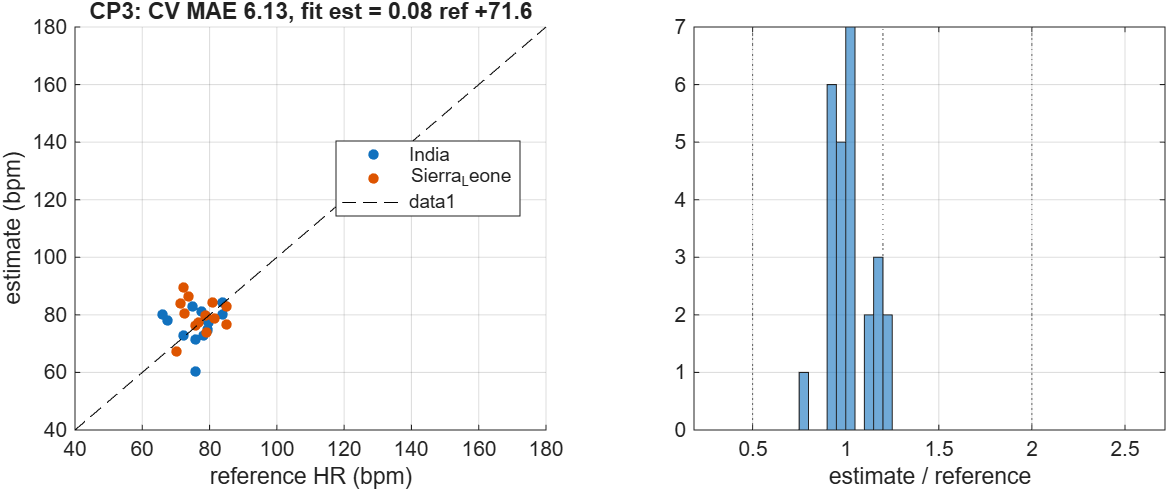 CP3: CV MAE 6.13, fit est = 0.08 ref +71.6
180
160
140
120
100
80
60
40
estimate (bpm)
India
Sierra_Leone
data1
40 60 80 100 120 140 160 180
reference HR (bpm)
7
6
5
4
3
2
1
0
0.5 1 1.5 2 2.5
estimate / reference